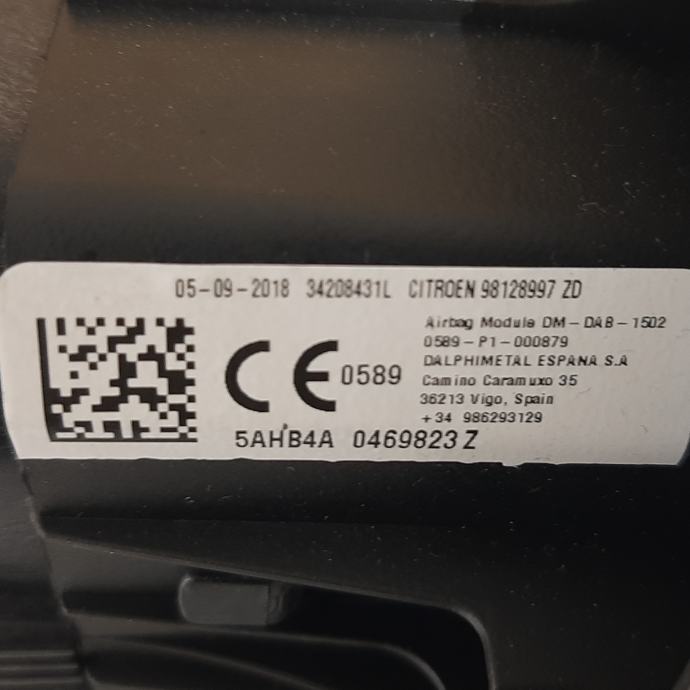 05-09-2018 34208431L CITROEN 98128997 ZD
Airbag Module DM-DAB-1502
0589-P1-000879
DALPHIMETAL ESPANA S.A
Camino Caramuxo 35
36213 Vigo, Spain
+34 986293129
CE 0589
5AHB4A 0469823Z